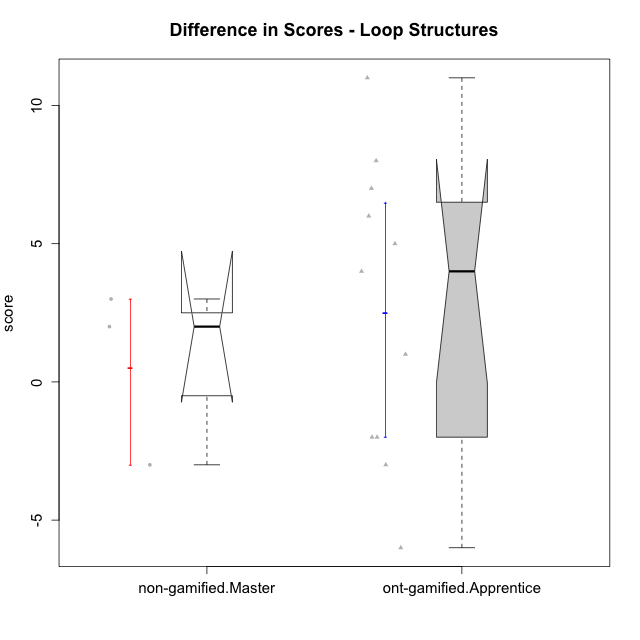 Difference in Scores - Loop Structures
score
10
5
0
-5
non-gamified.Master
ont-gamified.Apprentice